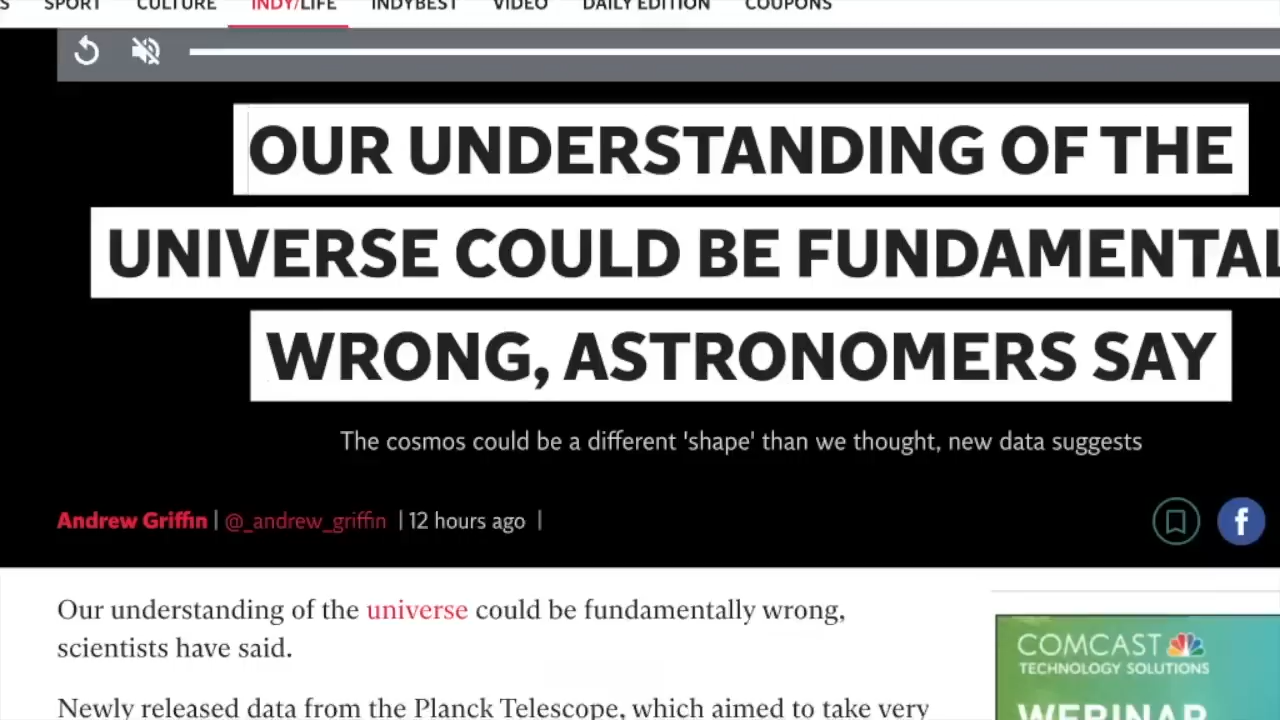 S SPORT CULTURE INDY/LIFE INDYBEST VIDEO DAILY EDITION COUPONS
OUR UNDERSTANDING OF THE
UNIVERSE COULD BE FUNDAMENTAL
WRONG, ASTRONOMERS SAY
The cosmos could be a different 'shape' than we thought, new data suggests
Andrew Griffin | @_andrew_griffin | 12 hours ago |
f
Our understanding of the universe could be fundamentally wrong,
scientists have said.
Newly released data from the Planck Telescope, which aimed to take very
COMCAST
TECHNOLOGY SOLUTIONS
WEBINAR